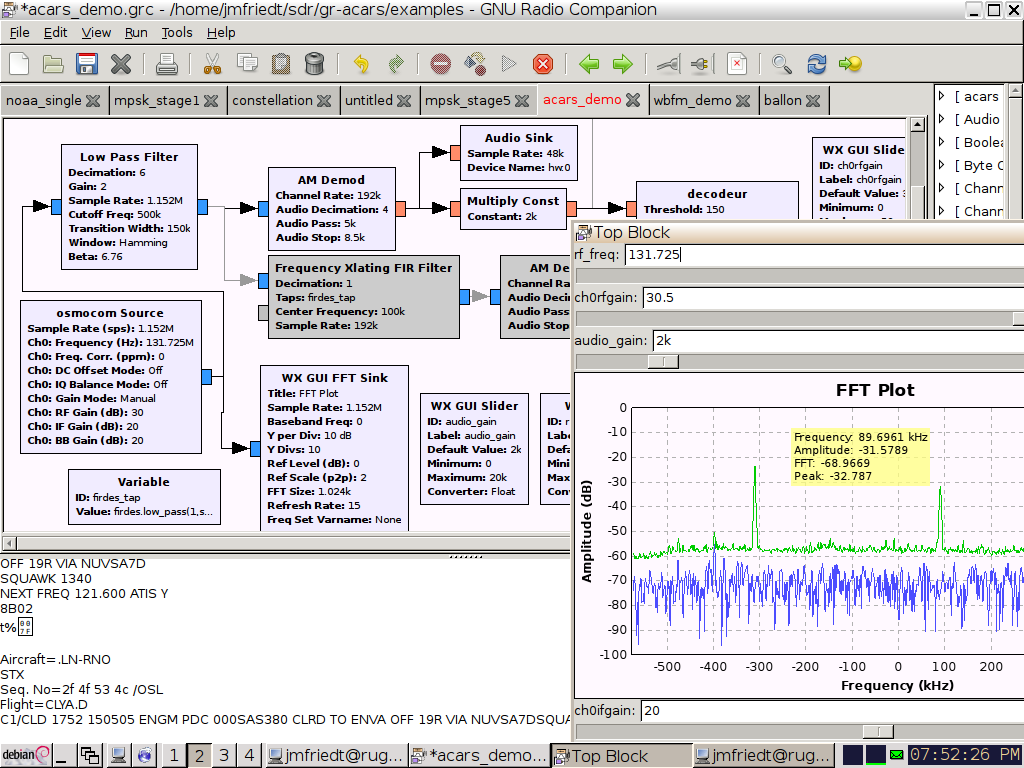 *acars_demo.grc - /home/jmfriedt/sdr/gr-acars/examples - GNU Radio Companion
File Edit View Run Tools Help
noaa_single mpsk_stage1 constellation untitled mpsk_stage5 acars_demo wbfm_demo ballon
[ acars
[ Audio
[ Boolea
[ Byte C
[ Chann
[ Chann
Low Pass Filter
Decimation: 6
Gain: 2
Sample Rate: 1.152M
Cutoff Freq: 500k
Transition Width: 150k
Window: Hamming
Beta: 6.76
AM Demod
Channel Rate: 192k
Audio Decimation: 4
Audio Pass: 5k
Audio Stop: 8.5k
Audio Sink
Sample Rate: 48k
Device Name: hw:0
Multiply Const
Constant: 2k
decodeur
Threshold: 150
WX GUI Slide
ID: ch0rfgain
Label: ch0rfgain
Default Value: 3
Minimum: 0
Frequency Xlating FIR Filter
Decimation: 1
Taps: firdes_tap
Center Frequency: 100k
Sample Rate: 192k
AM De
Channel Ra
Audio Decin
Audio Pass
Audio Stop
osmocom Source
Sample Rate (sps): 1.152M
Ch0: Frequency (Hz): 131.725M
Ch0: Freq. Corr. (ppm): 0
Ch0: DC Offset Mode: Off
Ch0: IQ Balance Mode: Off
Ch0: Gain Mode: Manual
Ch0: RF Gain (dB): 30
Ch0: IF Gain (dB): 20
Ch0: BB Gain (dB): 20
WX GUI FFT Sink
Title: FFT Plot
Sample Rate: 1.152M
Baseband Freq: 0
Y per Div: 10 dB
Y Divs: 10
Ref Level (dB): 0
Ref Scale (p2p): 2
FFT Size: 1.024k
Refresh Rate: 15
Freq Set Varname: None
WX GUI Slider
ID: audio_gain
Label: audio_gain
Default Value: 2k
Minimum: 0
Maximum: 20k
Converter: Float
W
ID: r
Labe
Defa
Mini
Max
Con
Variable
ID: firdes_tap
Value: firdes.low_pass(1,s...
Top Block
rf_freq: 131.725
ch0rfgain: 30.5
audio_gain: 2k
FFT Plot
Frequency: 89.6961 kHz
Amplitude: -31.5789
FFT: -68.9669
Peak: -32.787
Amplitude (dB)
0
-10
-20
-30
-40
-50
-60
-70
-80
-90
-100
-500 -400 -300 -200 -100 0 100 200
Frequency (kHz)
ch0ifgain: 20
OFF 19R VIA NUVSA7D
SQUAWK 1340
NEXT FREQ 121.600 ATIS Y
8B02
t%
Aircraft=.LN-RNO
STX
Seq. No=2f 4f 53 4c /OSL
Flight=CLYA.D
C1/CLD 1752 150505 ENGM PDC 000SAS380 CLRD TO ENVA OFF 19R VIA NUVSA7DSQUA
debian 1 2 3 4 jmfriedt@rug... *acars_demo... Top Block jmfriedt@rug... 07:52:26 PM